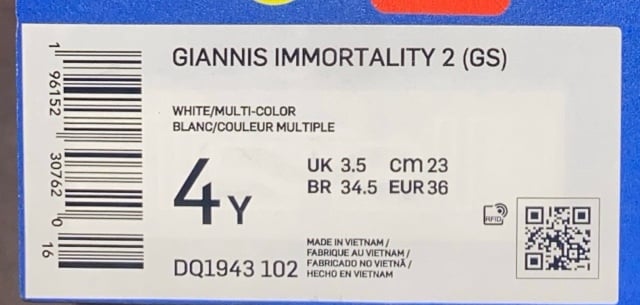 GIANNIS IMMORTALITY 2 (GS)
WHITE/MULTI-COLOR
BLANC/COULEUR MULTIPLE
4Y
UK 3.5 cm 23
BR 34.5 EUR 36
MADE IN VIETNAM /
FABRIQUE AU VIETNAM /
FABRICADO NO VIETNÃ /
HECHO EN VIETNAM
DQ1943 102
RFID
1 96152 30762 0 16